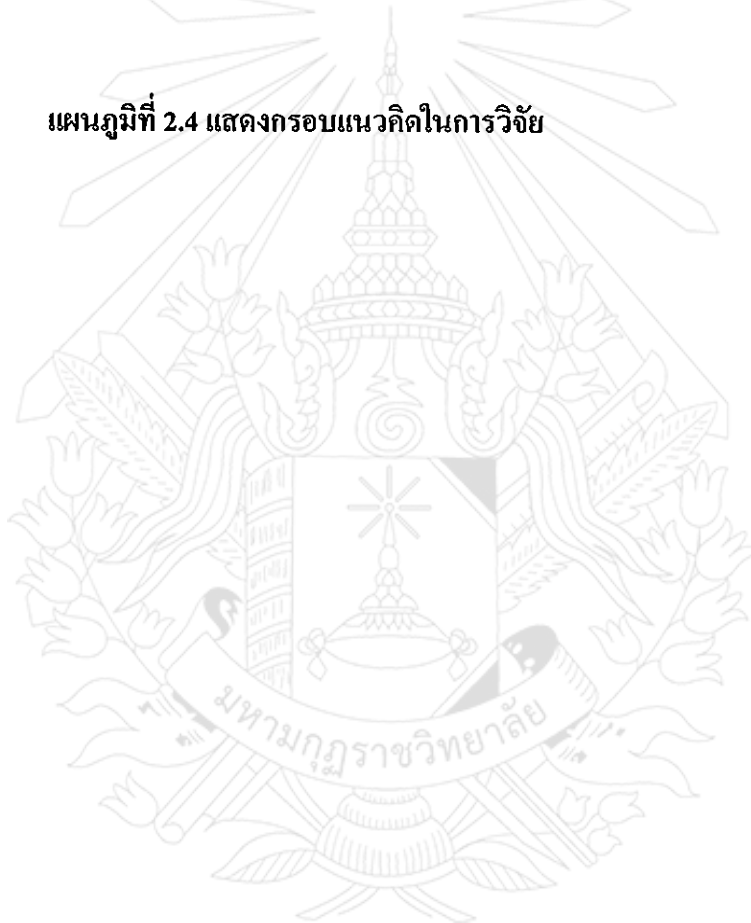 แผนภูมิที่ 2.4 แสดงกรอบแนวคิดในการวิจัย
มหามกุฏราชวิทยาลัย